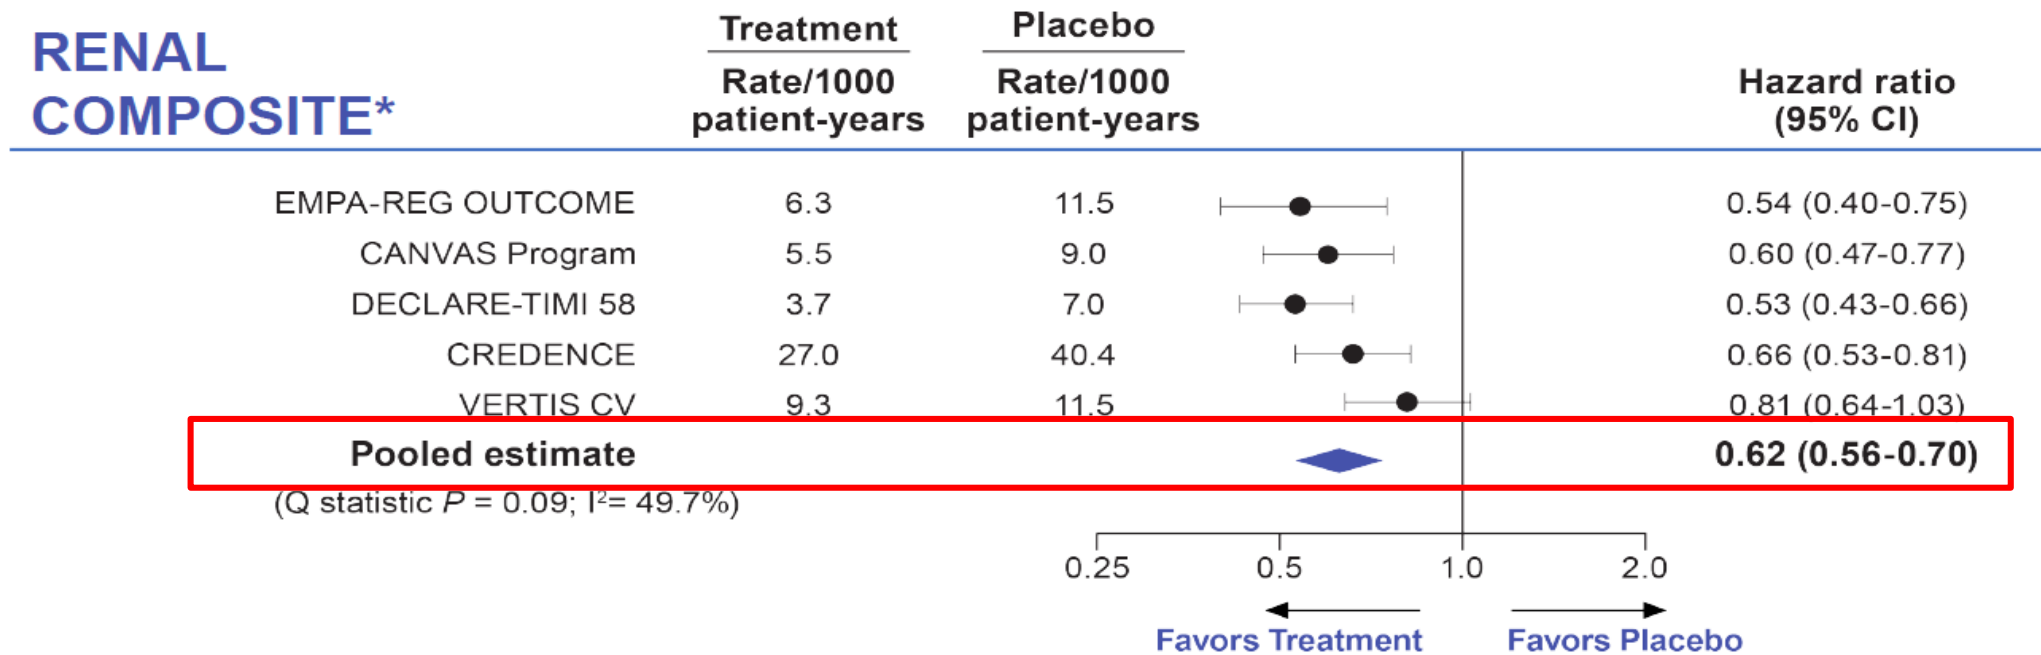 RENAL
COMPOSITE*
Treatment
Placebo
Rate/1000
patient-years
Rate/1000
patient-years
Hazard ratio
(95% CI)
EMPA-REG OUTCOME 6.3 11.5 0.54 (0.40-0.75)
CANVAS Program 5.5 9.0 0.60 (0.47-0.77)
DECLARE-TIMI 58 3.7 7.0 0.53 (0.43-0.66)
CREDENCE 27.0 40.4 0.66 (0.53-0.81)
VERTIS CV 9.3 11.5 0.81 (0.64-1.03)
Pooled estimate 0.62 (0.56-0.70)
(Q statistic P = 0.09; I²= 49.7%)
0.25 0.5 1.0 2.0
Favors Treatment Favors Placebo